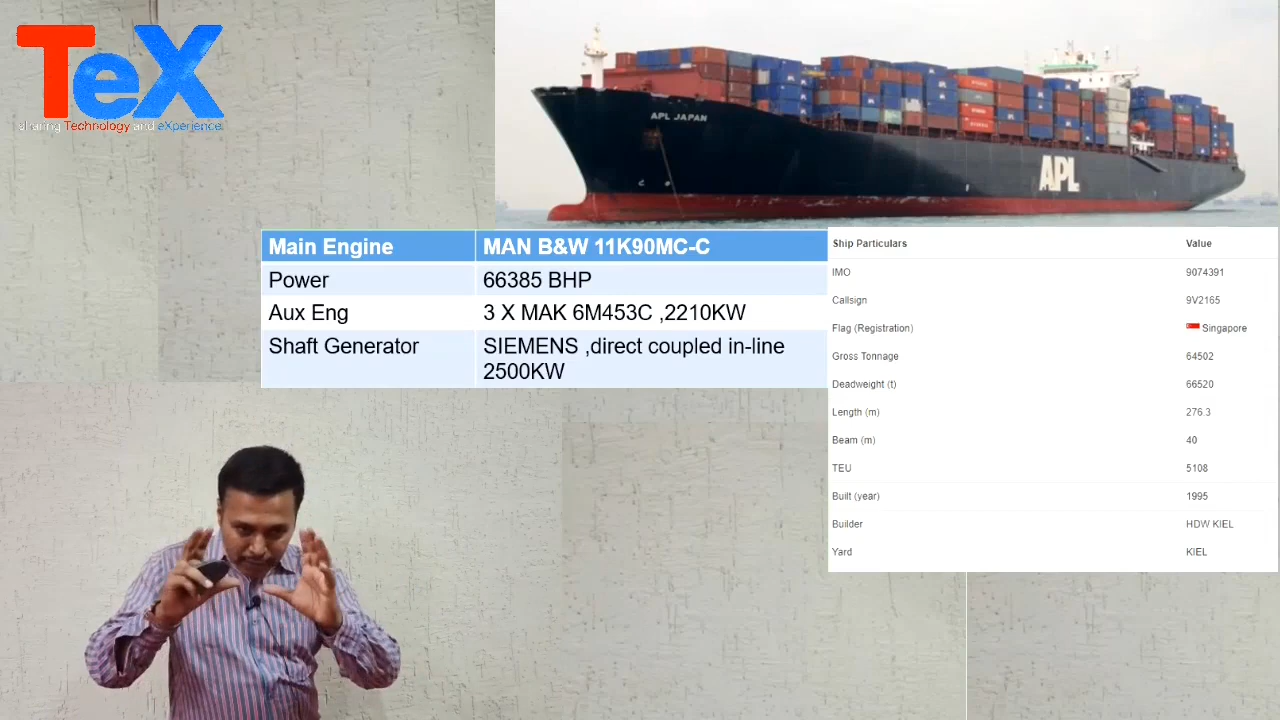 TeX
sharing Technology and eXperience
APL JAPAN
APL
Main Engine MAN B&W 11K90MC-C
Power 66385 BHP
Aux Eng 3 X MAK 6M453C ,2210KW
Shaft Generator SIEMENS ,direct coupled in-line
2500KW
Ship Particulars Value
IMO 9074391
Callsign 9V2165
Flag (Registration) Singapore
Gross Tonnage 64502
Deadweight (t) 66520
Length (m) 276.3
Beam (m) 40
TEU 5108
Built (year) 1995
Builder HDW KIEL
Yard KIEL